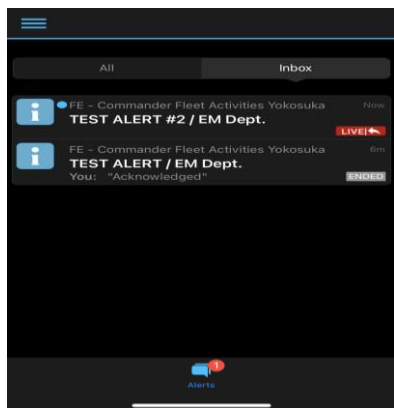 All
Inbox
FE - Commander Fleet Activities Yokosuka
Now
TEST ALERT #2 / EM Dept.
LIVE
FE - Commander Fleet Activities Yokosuka
6m
TEST ALERT / EM Dept.
You: "Acknowledged"
ENDED
1
Alerts